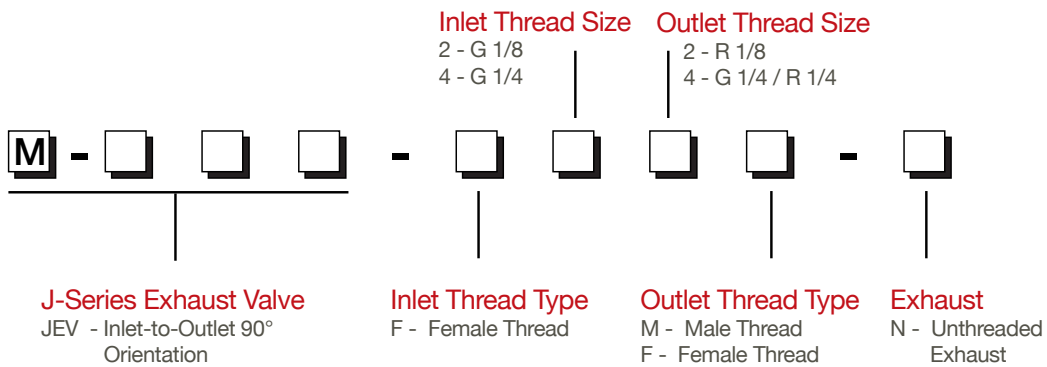 Inlet Thread Size
2 - G 1/8
4 - G 1/4
Outlet Thread Size
2 - R 1/8
4 - G 1/4 / R 1/4
M - - -
J-Series Exhaust Valve
JEV - Inlet-to-Outlet 90°
Orientation
Inlet Thread Type
F - Female Thread
Outlet Thread Type
M - Male Thread
F - Female Thread
Exhaust
N - Unthreaded
Exhaust